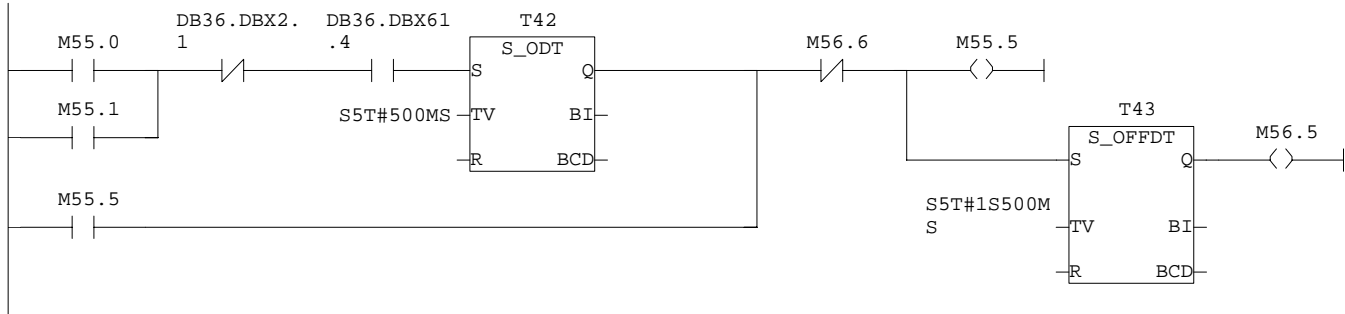 DB36.DBX2. DB36.DBX61 T42
M55.0 1 .4 S_ODT M56.6 M55.5
S Q
M55.1 S5T#500MS TV BI T43
S_OFFDT M56.5
R BCD S Q
M55.5 S5T#1S500M
S TV BI
R BCD